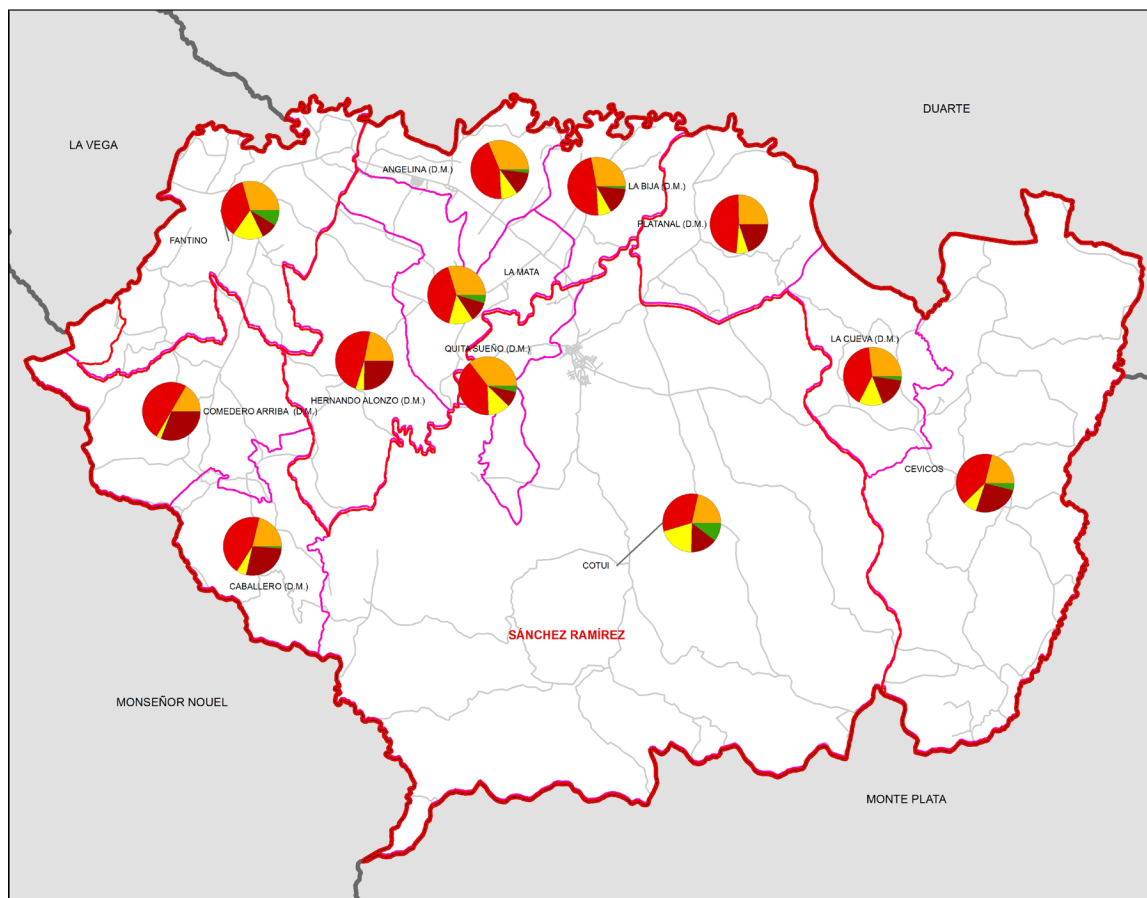 DUARTE
LA VEGA
ANGELINA (D.M.)
LA BIJA (D.M.)
PLATANAL (D.M.)
FANTINO
LA MATA
LA CUEVA (D.M.)
QUITA SUEÑO (D.M.)
HERNANDO ALONZO (D.M.)
COMEDERO ARRIBA (D.M.)
CEVICOS
COTUI
CABALLERO (D.M.)
SÁNCHEZ RAMÍREZ
MONSEÑOR NOUEL
MONTE PLATA